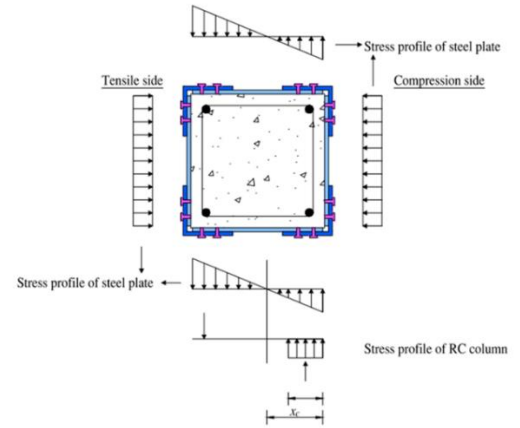 Stress profile of steel plate
Tensile side
Compression side
Stress profile of steel plate
Stress profile of RC column
xc